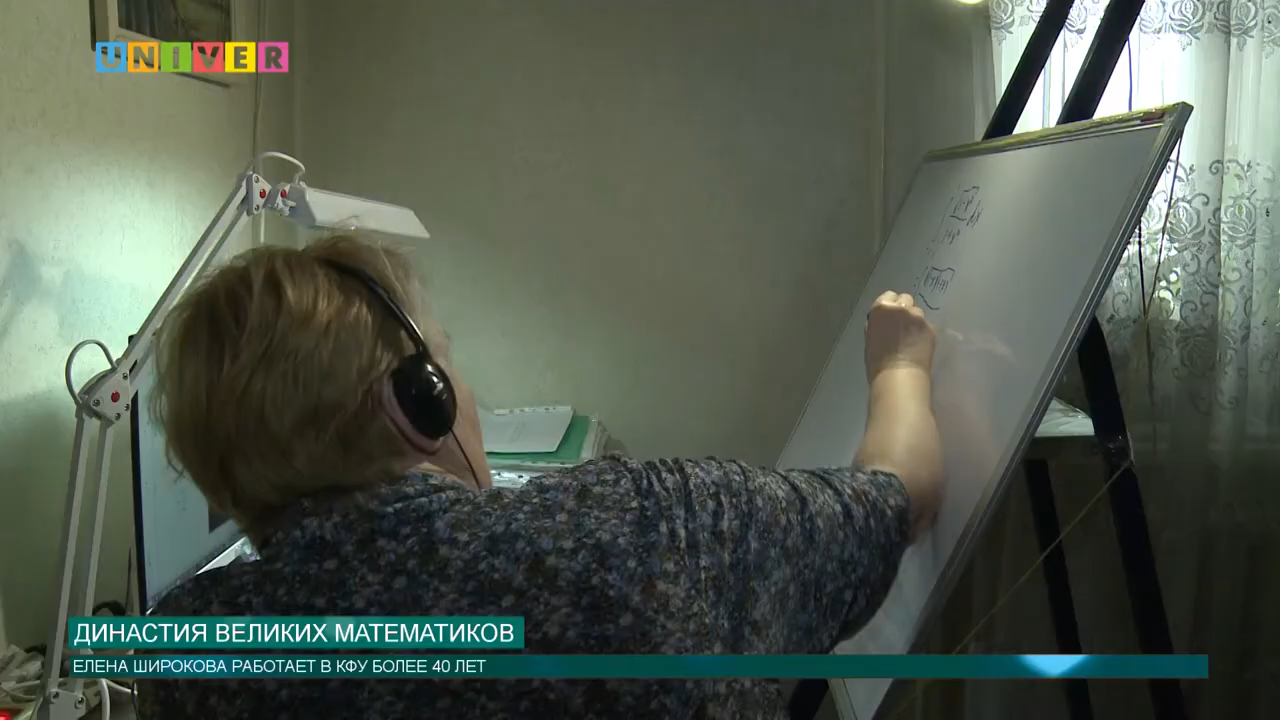 UNIVER
ДИНАСТИЯ ВЕЛИКИХ МАТЕМАТИКОВ
ЕЛЕНА ШИРОКОВА РАБОТАЕТ В КФУ БОЛЕЕ 40 ЛЕТ